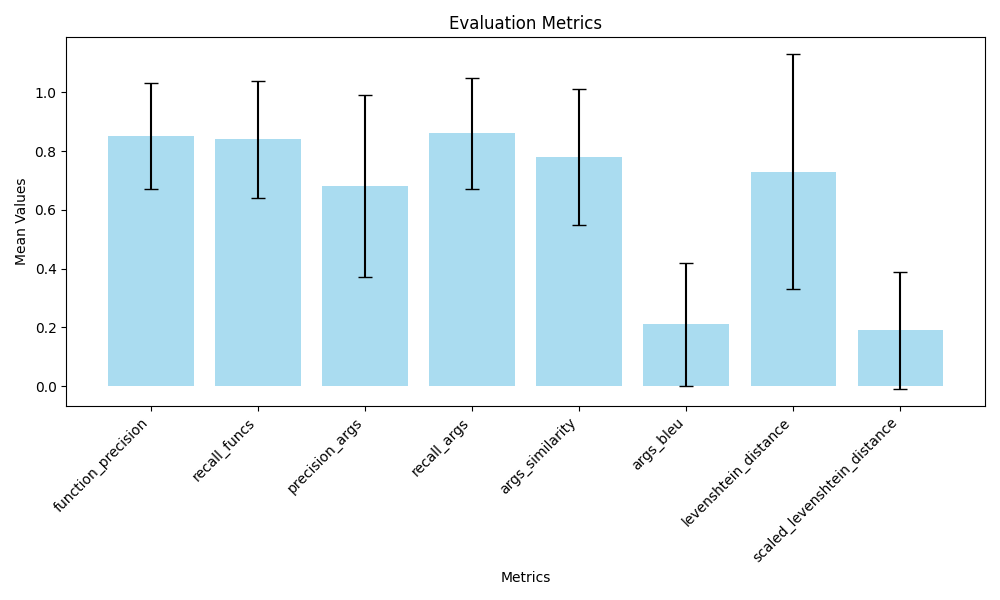 Evaluation Metrics
Mean Values
1.0
0.8
0.6
0.4
0.2
0.0
function_precision
recall_funcs
precision_args
recall_args
args_similarity
args_bleu
levenshtein_distance
scaled_levenshtein_distance
Metrics